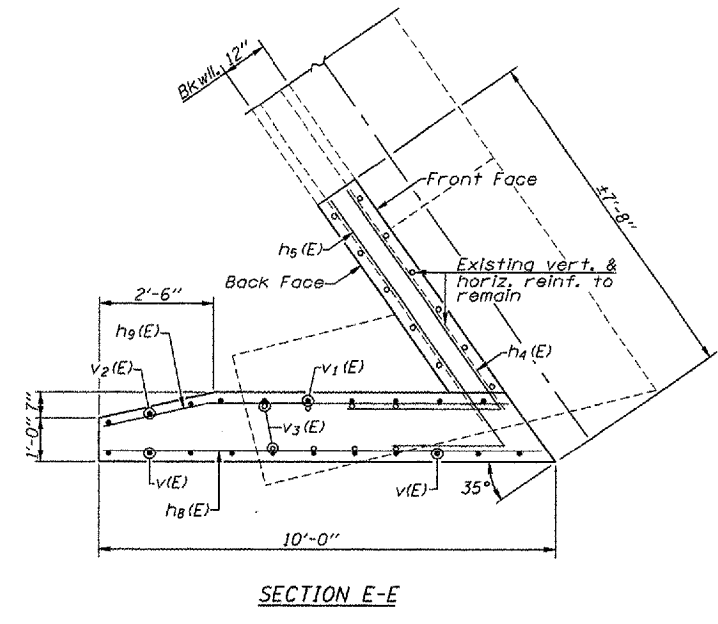 Bkwll.
12"
Front Face
±7'-8"
h5(E)
Existing vert. &
horiz. reinf. to
remain
Back Face
2'-6"
h9(E)
v2(E)
v1(E)
h4(E)
7"
1'-0"
v3(E)
v(E)
h8(E)
v(E)
35°
10'-0"
SECTION E-E